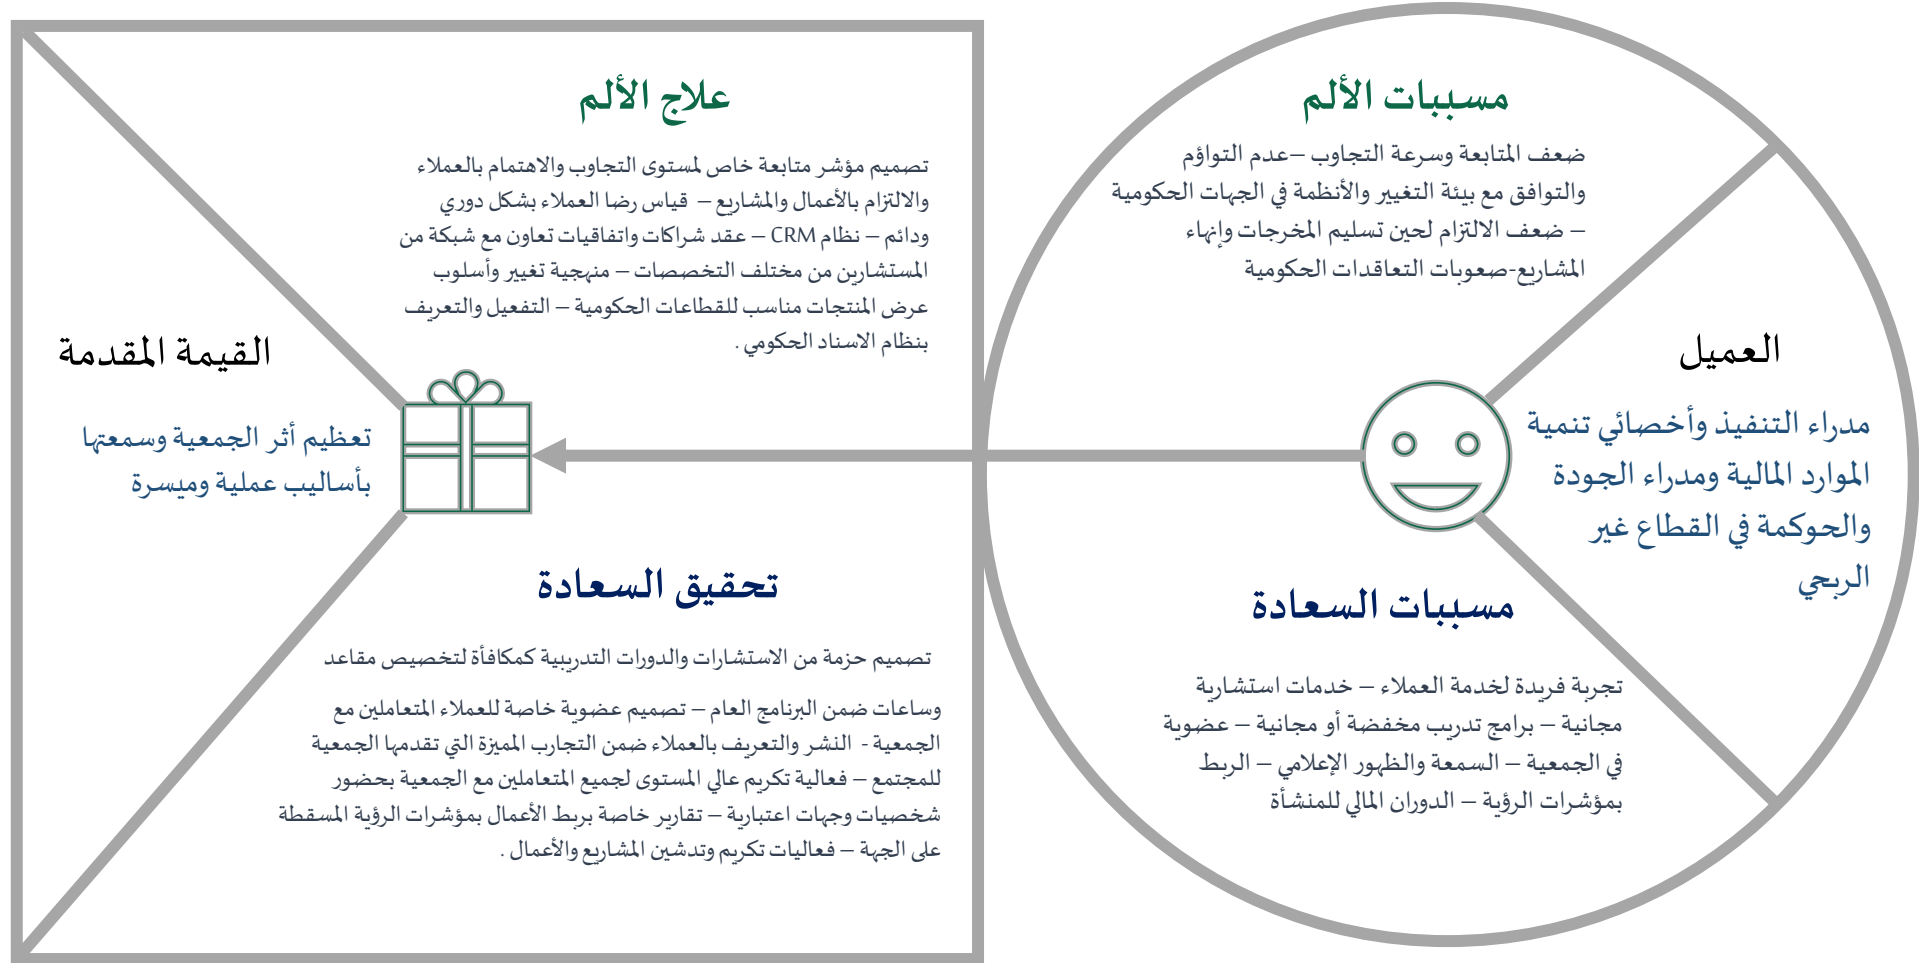 مسببات الألم
ضعف المتابعة وسرعة التجاوب –عدم التواؤم
والتوافق مع بيئة التغيير والأنظمة في الجهات الحكومية
– ضعف الالتزام لحين تسليم المخرجات وإنهاء
المشاريع-صعوبات التعاقدات الحكومية
العميل
مدراء التنفيذ وأخصائي تنمية
الموارد المالية ومدراء الجودة
والحوكمة في القطاع غير
الربحي
مسببات السعادة
تجربة فريدة لخدمة العملاء – خدمات استشارية
مجانية – برامج تدريب مخفضة أو مجانية – عضوية
في الجمعية – السمعة والظهور الإعلامي – الربط
بمؤشرات الرؤية – الدوران المالي للمنشأة
علاج الألم
تصميم مؤشر متابعة خاص لمستوى التجاوب والاهتمام بالعملاء
والالتزام بالأعمال والمشاريع – قياس رضا العملاء بشكل دوري
ودائم – نظام CRM – عقد شراكات واتفاقيات تعاون مع شبكة من
المستشارين من مختلف التخصصات – منهجية تغيير وأسلوب
عرض المنتجات مناسب للقطاعات الحكومية – التفعيل والتعريف
بنظام الاسناد الحكومي .
القيمة المقدمة
تعظيم أثر الجمعية وسمعتها
بأساليب عملية وميسرة
تحقيق السعادة
تصميم حزمة من الاستشارات والدورات التدريبية كمكافأة لتخصيص مقاعد
وساعات ضمن البرنامج العام – تصميم عضوية خاصة للعملاء المتعاملين مع
الجمعية - النشر والتعريف بالعملاء ضمن التجارب المميزة التي تقدمها الجمعية
للمجتمع – فعالية تكريم عالي المستوى لجميع المتعاملين مع الجمعية بحضور
شخصيات وجهات اعتبارية – تقارير خاصة بربط الأعمال بمؤشرات الرؤية المسقطة
على الجهة – فعاليات تكريم وتدشين المشاريع والأعمال .